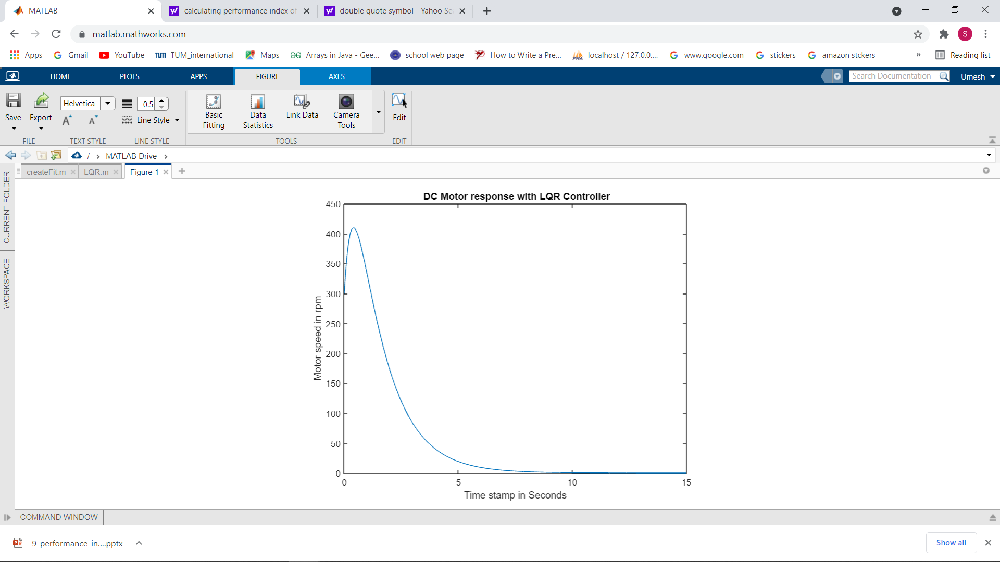 MATLAB
calculating performance index of
double quote symbol - Yahoo Se
matlab.mathworks.com
S
Apps
Gmail
YouTube
TUM TUM_international
Maps
Arrays in Java - Gee...
school web page
How to Write a Pre...
localhost / 127.0.0....
www.google.com
stickers
amazon stckers
»
Reading list
HOME
PLOTS
APPS
FIGURE
AXES
Search Documentation
Umesh
Save
Export
Helvetica
0.5
Line Style
Basic
Fitting
Data
Statistics
Link Data
Camera
Tools
Edit
FILE
TEXT STYLE
LINE STYLE
TOOLS
EDIT
/ › MATLAB Drive ›
createFit.m
LQR.m
Figure 1
CURRENT FOLDER
WORKSPACE
DC Motor response with LQR Controller
450
400
350
300
250
200
150
100
50
0
Motor speed in rpm
0 5 10 15
Time stamp in Seconds
COMMAND WINDOW
9_performance_in....pptx
Show all